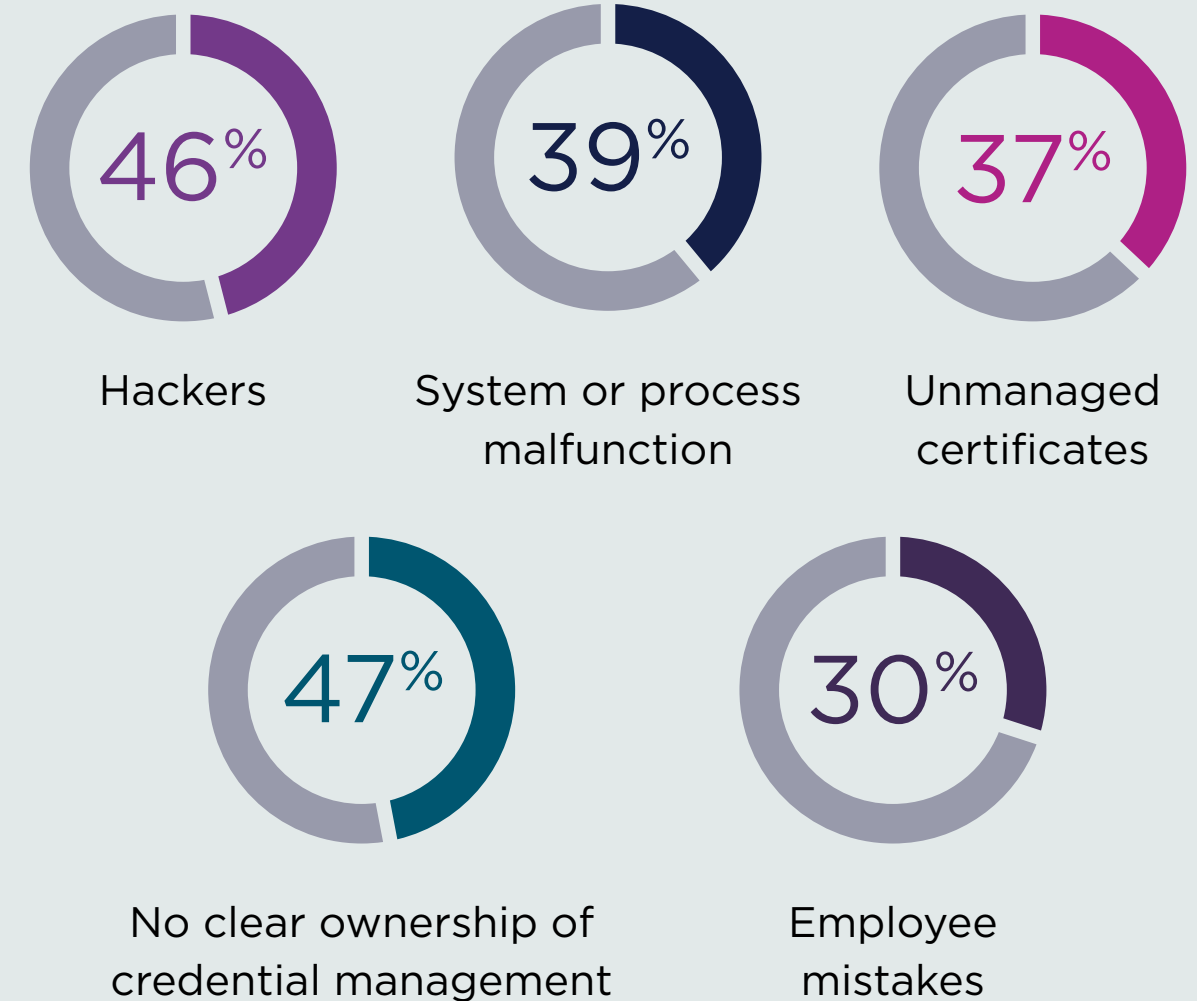 46%
39%
37%
Hackers
System or process
malfunction
Unmanaged
certificates
47%
30%
No clear ownership of
credential management
Employee
mistakes